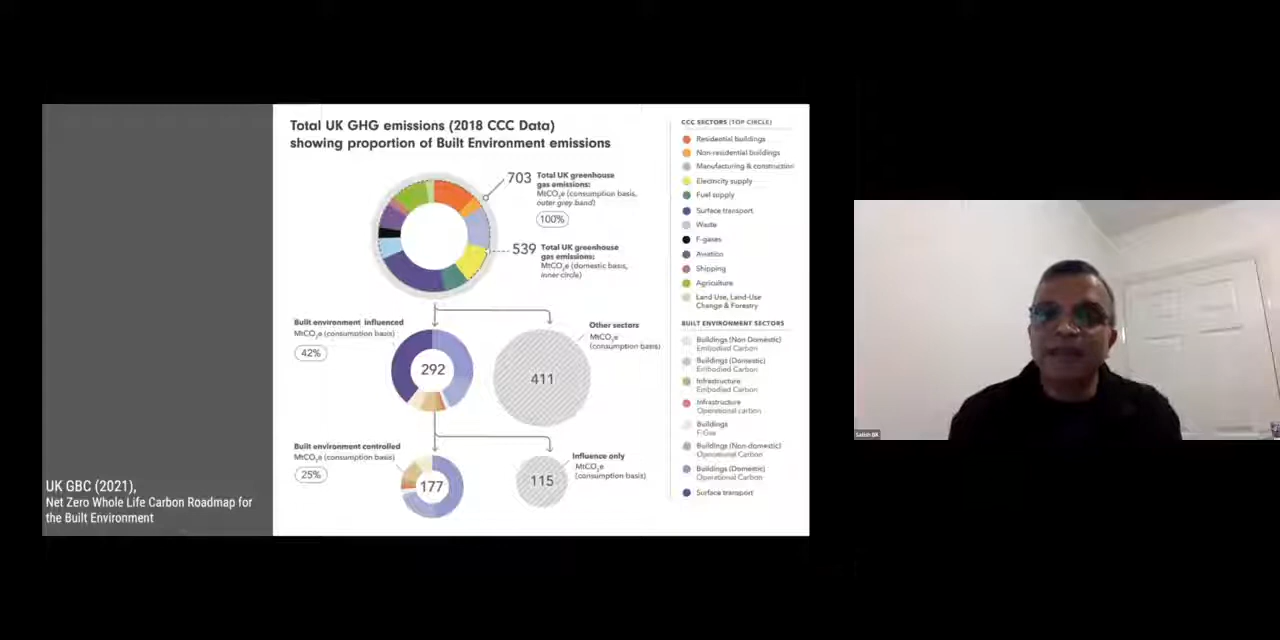 UK GBC (2021),
Net Zero Whole Life Carbon Roadmap for
the Built Environment
Total UK GHG emissions (2018 CCC Data)
showing proportion of Built Environment emissions
703
Total UK greenhouse
gas emissions:
MtCO₂e (consumption basis,
outer grey band)
100%
539
Total UK greenhouse
gas emissions:
MtCO₂e (domestic basis,
inner circle)
Built environment influenced
MtCO₂e (consumption basis)
42%
292
Other sectors
MtCO₂e
(consumption basis)
411
Built environment controlled
MtCO₂e (consumption basis)
25%
177
Influence only
MtCO₂e
(consumption basis)
115
CCC SECTORS (TOP CIRCLE)
Residential buildings
Non-residential buildings
Manufacturing & construction
Electricity supply
Fuel supply
Surface transport
Waste
F-gases
Aviation
Shipping
Agriculture
Land Use, Land-Use
Change & Forestry
BUILT ENVIRONMENT SECTORS
Buildings (Non Domestic)
Embodied Carbon
Buildings (Domestic)
Embodied Carbon
Infrastructure
Embodied Carbon
Infrastructure
Operational carbon
Buildings
F-Gas
Buildings (Non-domestic)
Operational Carbon
Buildings (Domestic)
Operational Carbon
Surface transport
Satish BK